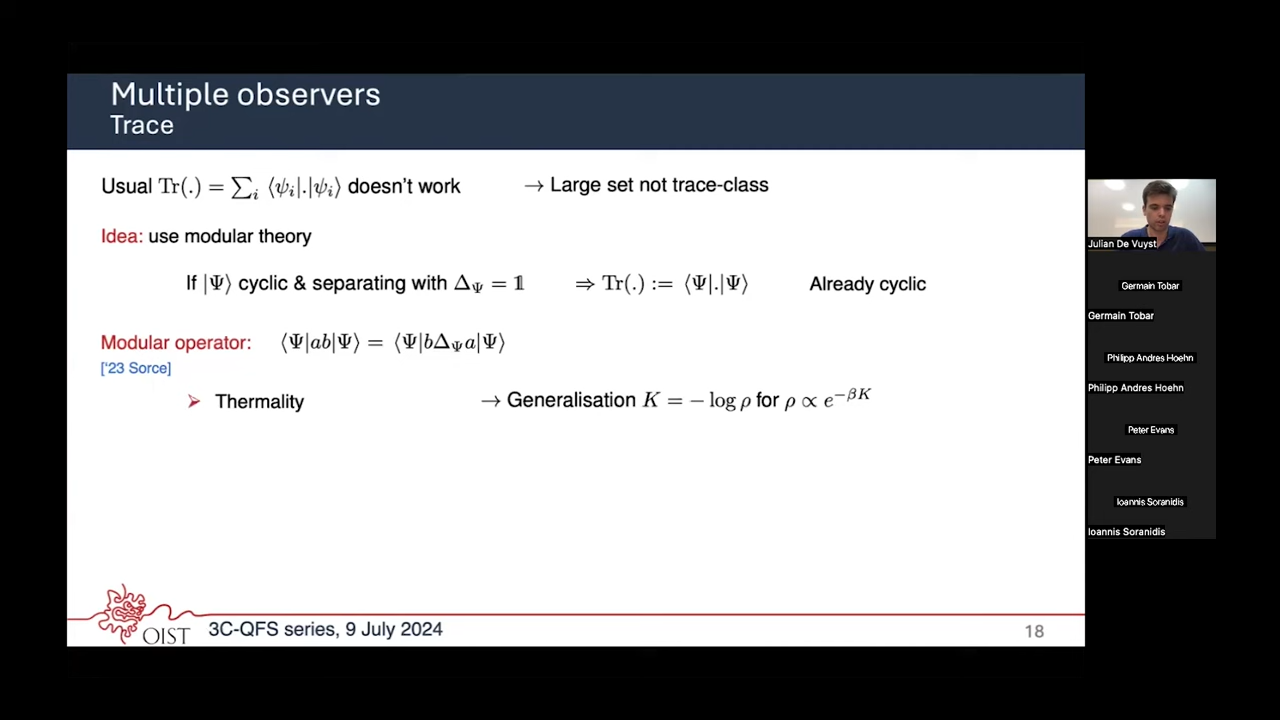 Multiple observers
Trace
Usual Tr(.) = ∑ᵢ ⟨ψᵢ|.|ψᵢ⟩ doesn't work → Large set not trace-class
Idea: use modular theory
If |Ψ⟩ cyclic & separating with Δ_Ψ = 𝟙 ⇒ Tr(.) := ⟨Ψ|.|Ψ⟩ Already cyclic
Modular operator: ⟨Ψ|ab|Ψ⟩ = ⟨Ψ|bΔ_Ψa|Ψ⟩
['23 Sorce]
➢ Thermality → Generalisation K = − log ρ for ρ ∝ e^{−βK}
OIST 3C-QFS series, 9 July 2024 18
Julian De Vuyst
Germain Tobar
Germain Tobar
Philipp Andres Hoehn
Philipp Andres Hoehn
Peter Evans
Peter Evans
Ioannis Soranidis
Ioannis Soranidis